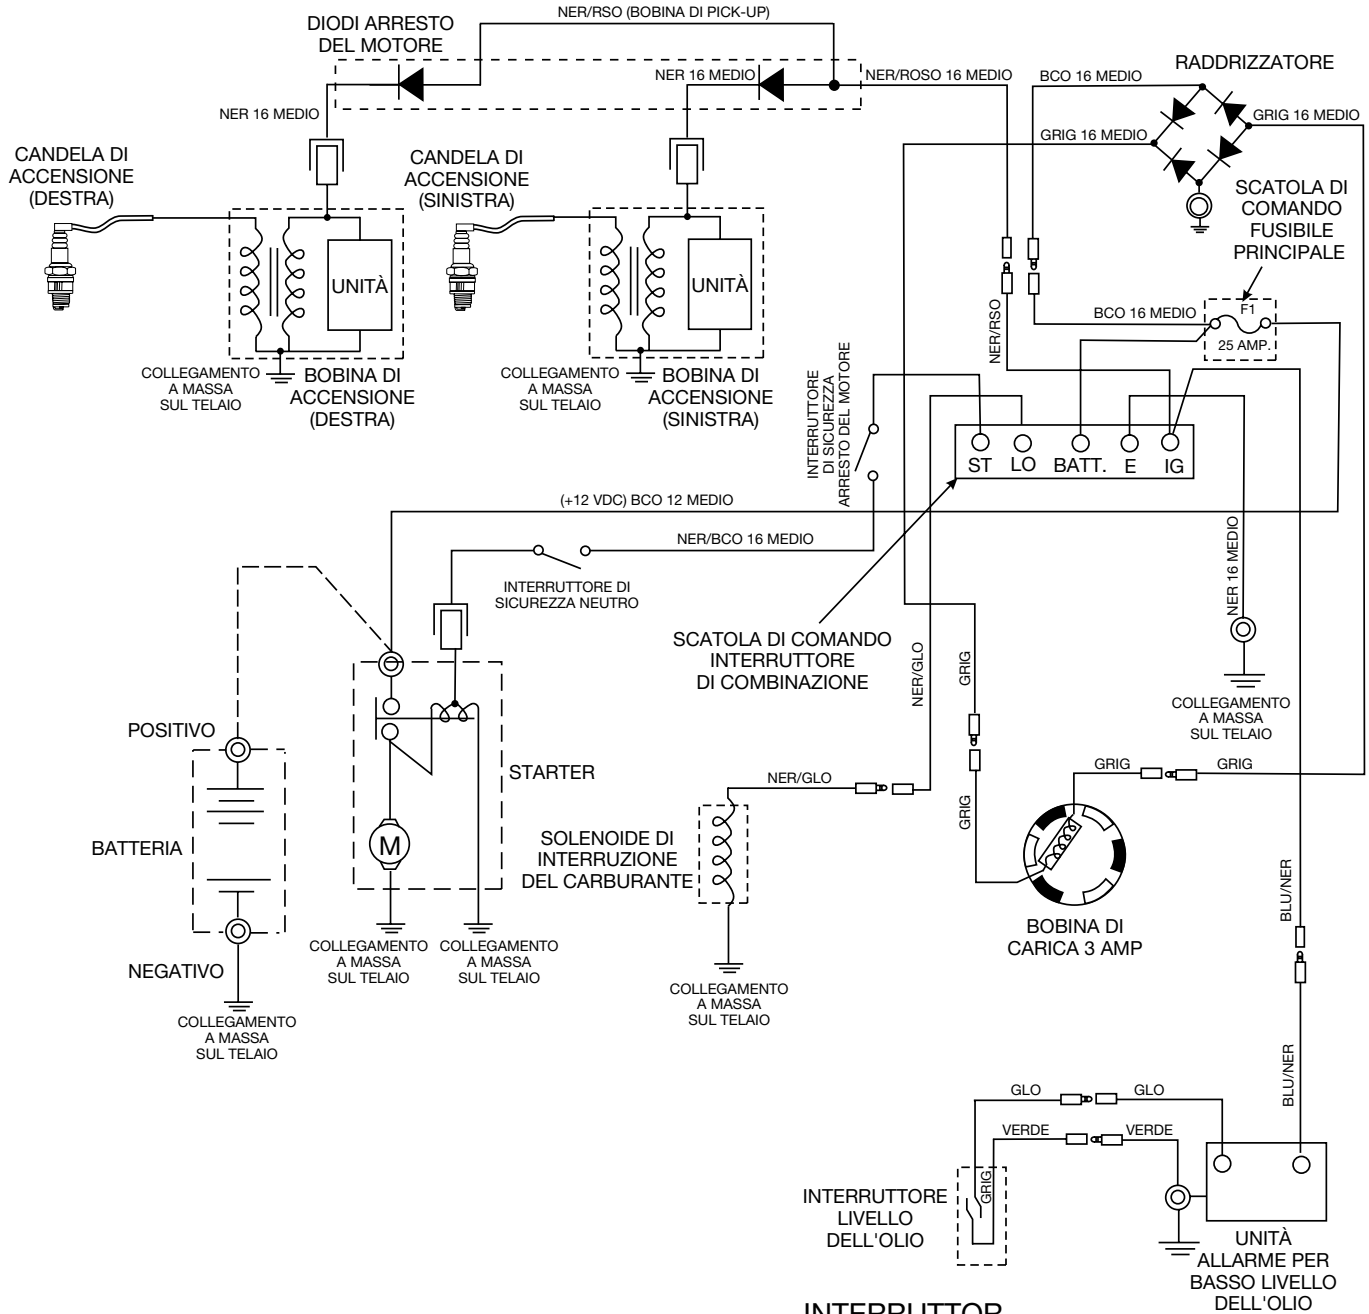 NER/RSO (BOBINA DI PICK-UP)
DIODI ARRESTO
DEL MOTORE
NER 16 MEDIO
NER/ROSO 16 MEDIO
BCO 16 MEDIO
RADDRIZZATORE
NER 16 MEDIO
GRIG 16 MEDIO
GRIG 16 MEDIO
CANDELA DI
ACCENSIONE
(DESTRA)
CANDELA DI
ACCENSIONE
(SINISTRA)
SCATOLA DI
COMANDO
FUSIBILE
PRINCIPALE
UNITÀ
UNITÀ
NER/RSO
BCO 16 MEDIO
F1
25 AMP.
COLLEGAMENTO
A MASSA
SUL TELAIO
BOBINA DI
ACCENSIONE
(DESTRA)
COLLEGAMENTO
A MASSA
SUL TELAIO
BOBINA DI
ACCENSIONE
(SINISTRA)
INTERRUTTORE
DI SICUREZZA
ARRESTO DEL MOTORE
ST
LO
BATT.
E
IG
(+12 VDC) BCO 12 MEDIO
NER/BCO 16 MEDIO
INTERRUTTORE DI
SICUREZZA NEUTRO
NER 16 MEDIO
SCATOLA DI COMANDO
INTERRUTTORE
DI COMBINAZIONE
NER/GLO
GRIG
COLLEGAMENTO
A MASSA
SUL TELAIO
POSITIVO
STARTER
NER/GLO
GRIG
GRIG
GRIG
BATTERIA
M
SOLENOIDE DI
INTERRUZIONE
DEL CARBURANTE
BLU/NER
BOBINA DI
CARICA 3 AMP
NEGATIVO
COLLEGAMENTO
A MASSA
SUL TELAIO
COLLEGAMENTO
A MASSA
SUL TELAIO
COLLEGAMENTO
A MASSA
SUL TELAIO
COLLEGAMENTO
A MASSA
SUL TELAIO
BLU/NER
GLO
GLO
VERDE
VERDE
GRIG
INTERRUTTORE
LIVELLO
DELL'OLIO
UNITÀ
ALLARME PER
BASSO LIVELLO
DELL'OLIO
INTERRUTTOR